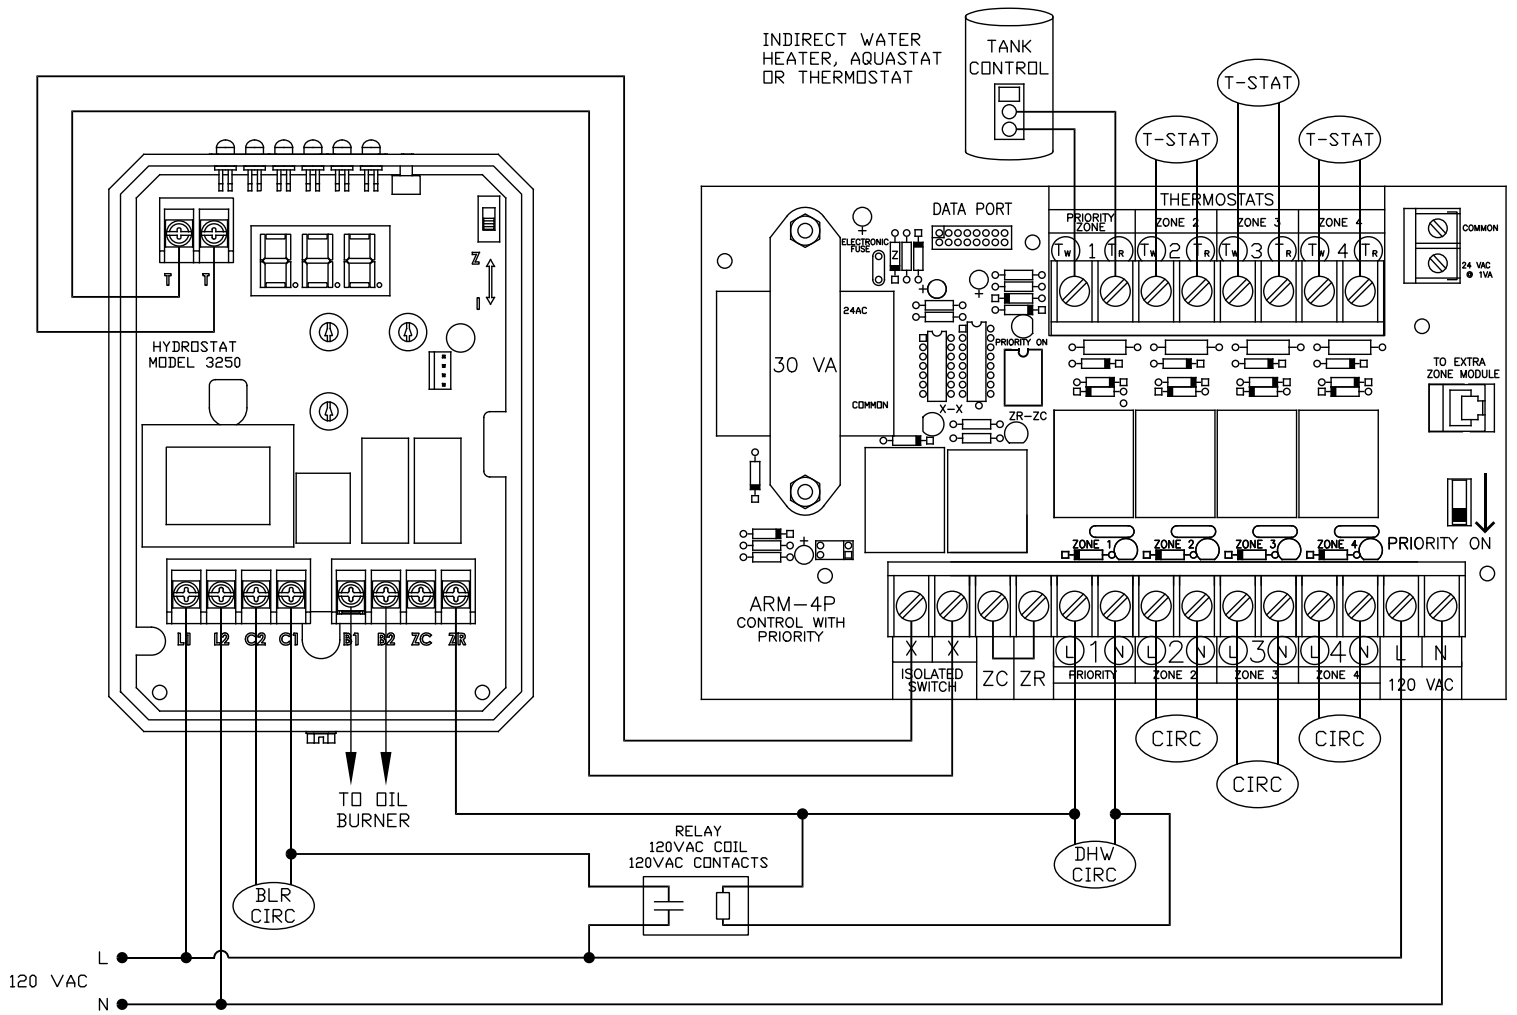 INDIRECT WATER
HEATER, AQUASTAT
OR THERMOSTAT
TANK
CONTROL
T-STAT
T-STAT
T-STAT
THERMOSTATS
PRIORITY
ZONE
ZONE 2
ZONE 3
ZONE 4
TW 1 TR
TW 2 TR
TW 3 TR
TW 4 TR
DATA PORT
ELECTRONIC
FUSE
Z
+
+
+
COMMON
24 VAC
@ 1VA
24AC
30 VA
COMMON
PRIORITY ON
X-X
ZR-ZC
TO EXTRA
ZONE MODULE
Z
I
T T
HYDROSTAT
MODEL 3250
+
ZONE 1
ZONE 2
ZONE 3
ZONE 4
PRIORITY ON
ARM-4P
CONTROL WITH
PRIORITY
L1 L2 C2 C1 B1 B2 ZC ZR
X X
ISOLATED
SWITCH
ZC ZR
L 1 N
PRIORITY
L 2 N
ZONE 2
L 3 N
ZONE 3
L 4 N
ZONE 4
L N
120 VAC
CIRC
CIRC
CIRC
TO OIL
BURNER
RELAY
120VAC COIL
120VAC CONTACTS
DHW
CIRC
BLR
CIRC
L
120 VAC
N